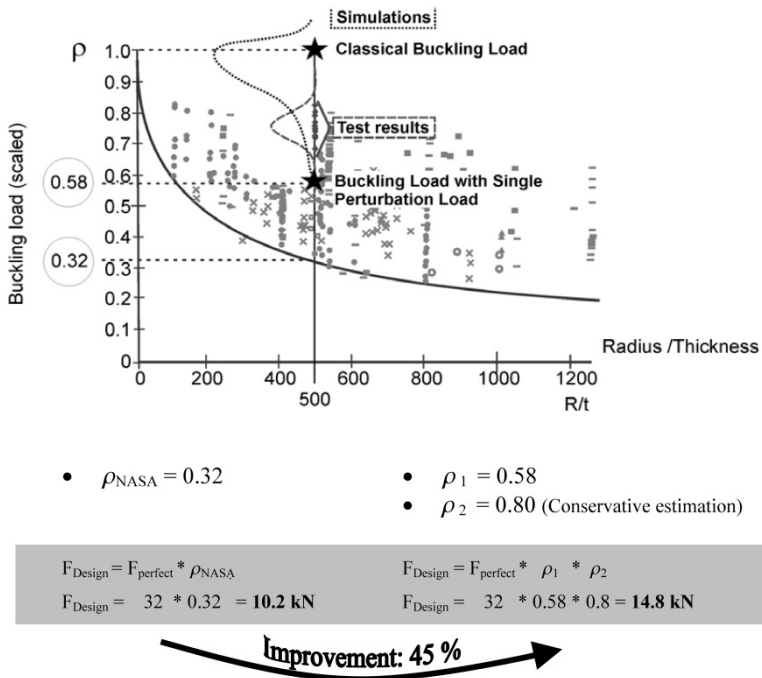 Simulations
ρ
1.0
Classical Buckling Load
0.9
0.8
Test results
0.7
0.6
0.58
Buckling Load with Single
Perturbation Load
0.5
0.4
0.32
0.3
0.2
0.1
0
Buckling load (scaled)
Radius /Thickness
0 200 400 600 800 1000 1200
500
R/t
• ρNASA = 0.32
• ρ 1 = 0.58
• ρ 2 = 0.80 (Conservative estimation)
FDesign = Fperfect * ρNASA
FDesign = 32 * 0.32 = 10.2 kN
FDesign = Fperfect * ρ1 * ρ2
FDesign = 32 * 0.58 * 0.8 = 14.8 kN
Improvement: 45 %